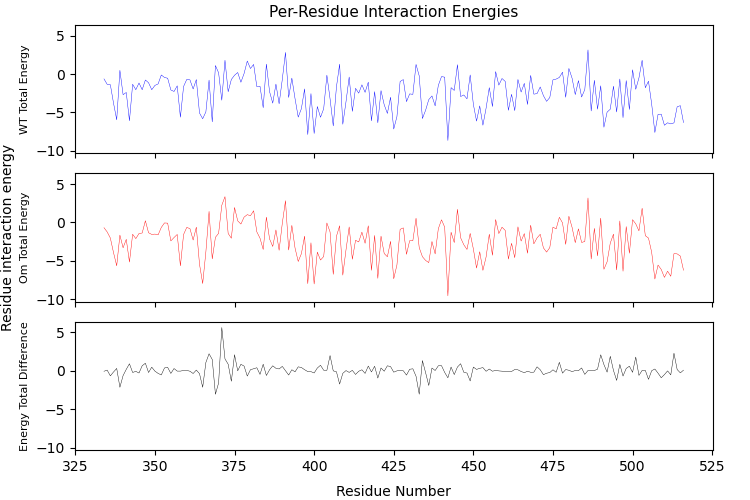 Per-Residue Interaction Energies
Residue interaction energy
WT Total Energy
5
0
−5
−10
Om Total Energy
5
0
−5
−10
Energy Total Difference
5
0
−5
−10
325 350 375 400 425 450 475 500 525
Residue Number